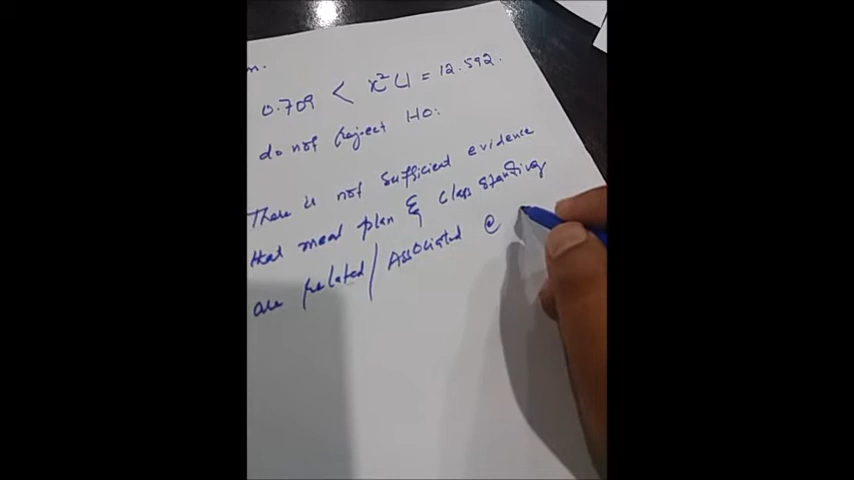 n.
0.709 < x²U = 12.592.
do not reject H0:
There is not sufficient evidence
that meal plan & class standing
are related / Associated @